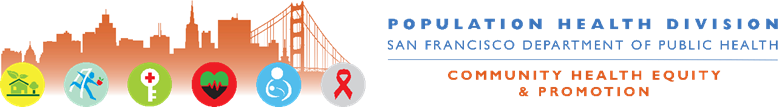 POPULATION HEALTH DIVISION
SAN FRANCISCO DEPARTMENT OF PUBLIC HEALTH
COMMUNITY HEALTH EQUITY
& PROMOTION